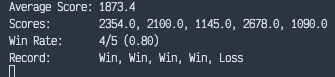 Average Score: 1873.4
Scores:        2354.0, 2100.0, 1145.0, 2678.0, 1090.0
Win Rate:      4/5 (0.80)
Record:        Win, Win, Win, Win, Loss